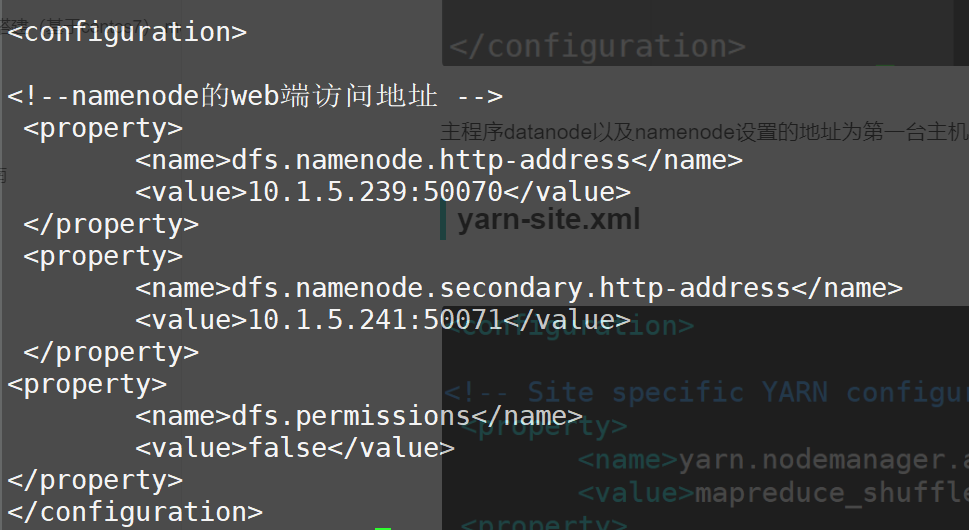 <configuration>
<!--namenode的web端访问地址 -->
<property>
<name>dfs.namenode.http-address</name>
<value>10.1.5.239:50070</value>
</property>
<property>
<name>dfs.namenode.secondary.http-address</name>
<value>10.1.5.241:50071</value>
</property>
<property>
<name>dfs.permissions</name>
<value>false</value>
</property>
</configuration>
</configuration>
主程序datanode以及namenode设置的地址为第一台主机
yarn-site.xml
<configuration>
<!-- Site specific YARN configur
<property>
<name>yarn.nodemanager.a
<value>mapreduce_shuffle
<property>